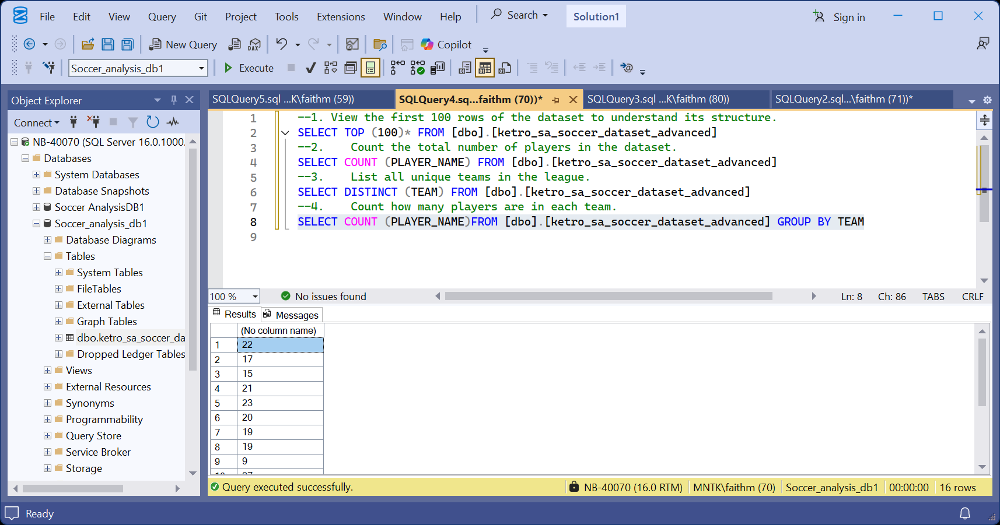 File Edit View Query Git Project Tools Extensions Window Help Search Solution1 Sign in
New Query DAX Copilot
Soccer_analysis_db1 Execute
Object Explorer
Connect
NB-40070 (SQL Server 16.0.1000.
Databases
System Databases
Database Snapshots
Soccer AnalysisDB1
Soccer_analysis_db1
Database Diagrams
Tables
System Tables
FileTables
External Tables
Graph Tables
dbo.ketro_sa_soccer_da
Dropped Ledger Tables
Views
External Resources
Synonyms
Programmability
Query Store
Service Broker
Storage
SQLQuery5.sql ...K\faithm (59)) SQLQuery4.sq...faithm (70))* SQLQuery3.sql ...K\faithm (80)) SQLQuery2.sql...\faithm (71))*
1 --1. View the first 100 rows of the dataset to understand its structure.
2 SELECT TOP (100)* FROM [dbo].[ketro_sa_soccer_dataset_advanced]
3 --2. Count the total number of players in the dataset.
4 SELECT COUNT (PLAYER_NAME) FROM [dbo].[ketro_sa_soccer_dataset_advanced]
5 --3. List all unique teams in the league.
6 SELECT DISTINCT (TEAM) FROM [dbo].[ketro_sa_soccer_dataset_advanced]
7 --4. Count how many players are in each team.
8 SELECT COUNT (PLAYER_NAME)FROM [dbo].[ketro_sa_soccer_dataset_advanced] GROUP BY TEAM
9
100 % No issues found Ln: 8 Ch: 86 TABS CRLF
Results Messages
(No column name)
1 22
2 17
3 15
4 21
5 23
6 20
7 19
8 19
9 9
Query executed successfully. NB-40070 (16.0 RTM) MNTK\faithm (70) Soccer_analysis_db1 00:00:00 16 rows
Ready